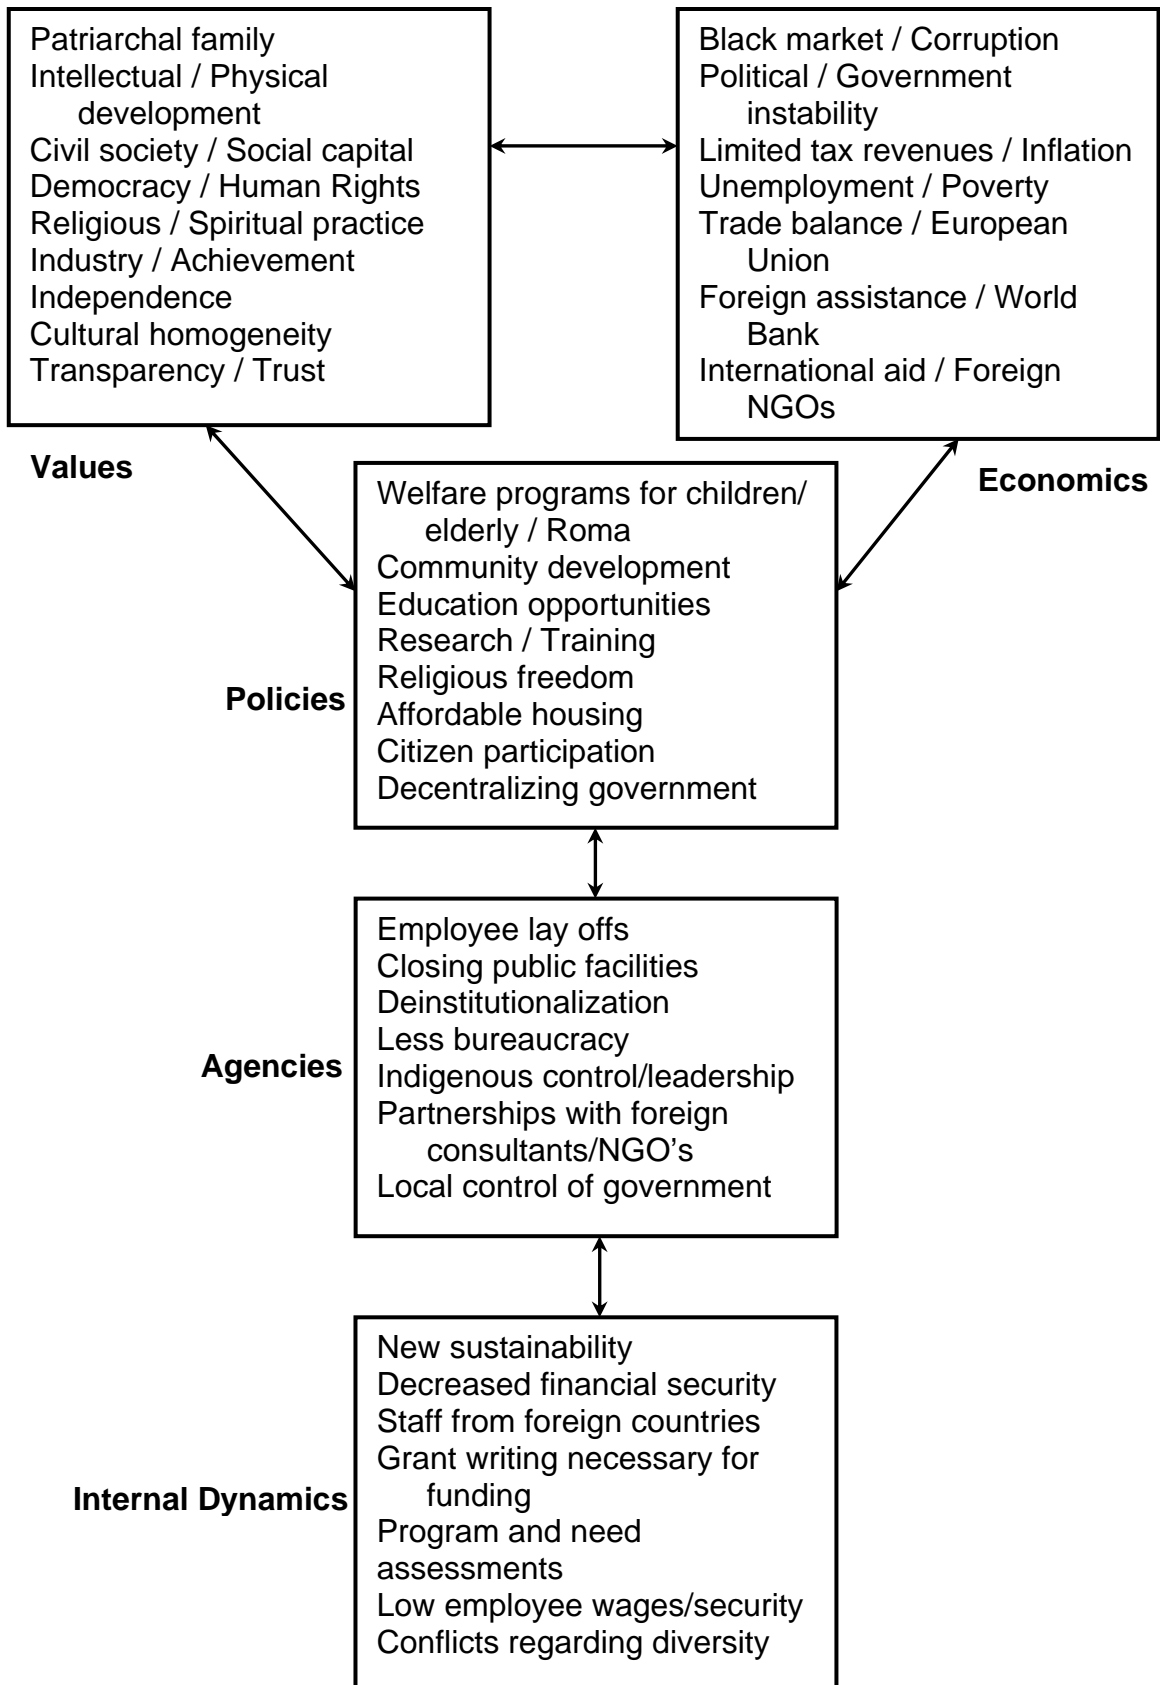 Patriarchal family
Intellectual / Physical
development
Civil society / Social capital
Democracy / Human Rights
Religious / Spiritual practice
Industry / Achievement
Independence
Cultural homogeneity
Transparency / Trust
Values
Black market / Corruption
Political / Government
instability
Limited tax revenues / Inflation
Unemployment / Poverty
Trade balance / European
Union
Foreign assistance / World
Bank
International aid / Foreign
NGOs
Economics
Welfare programs for children/
elderly / Roma
Community development
Education opportunities
Research / Training
Religious freedom
Affordable housing
Citizen participation
Decentralizing government
Policies
Employee lay offs
Closing public facilities
Deinstitutionalization
Less bureaucracy
Indigenous control/leadership
Partnerships with foreign
consultants/NGO's
Local control of government
Agencies
New sustainability
Decreased financial security
Staff from foreign countries
Grant writing necessary for
funding
Program and need
assessments
Low employee wages/security
Conflicts regarding diversity
Internal Dynamics